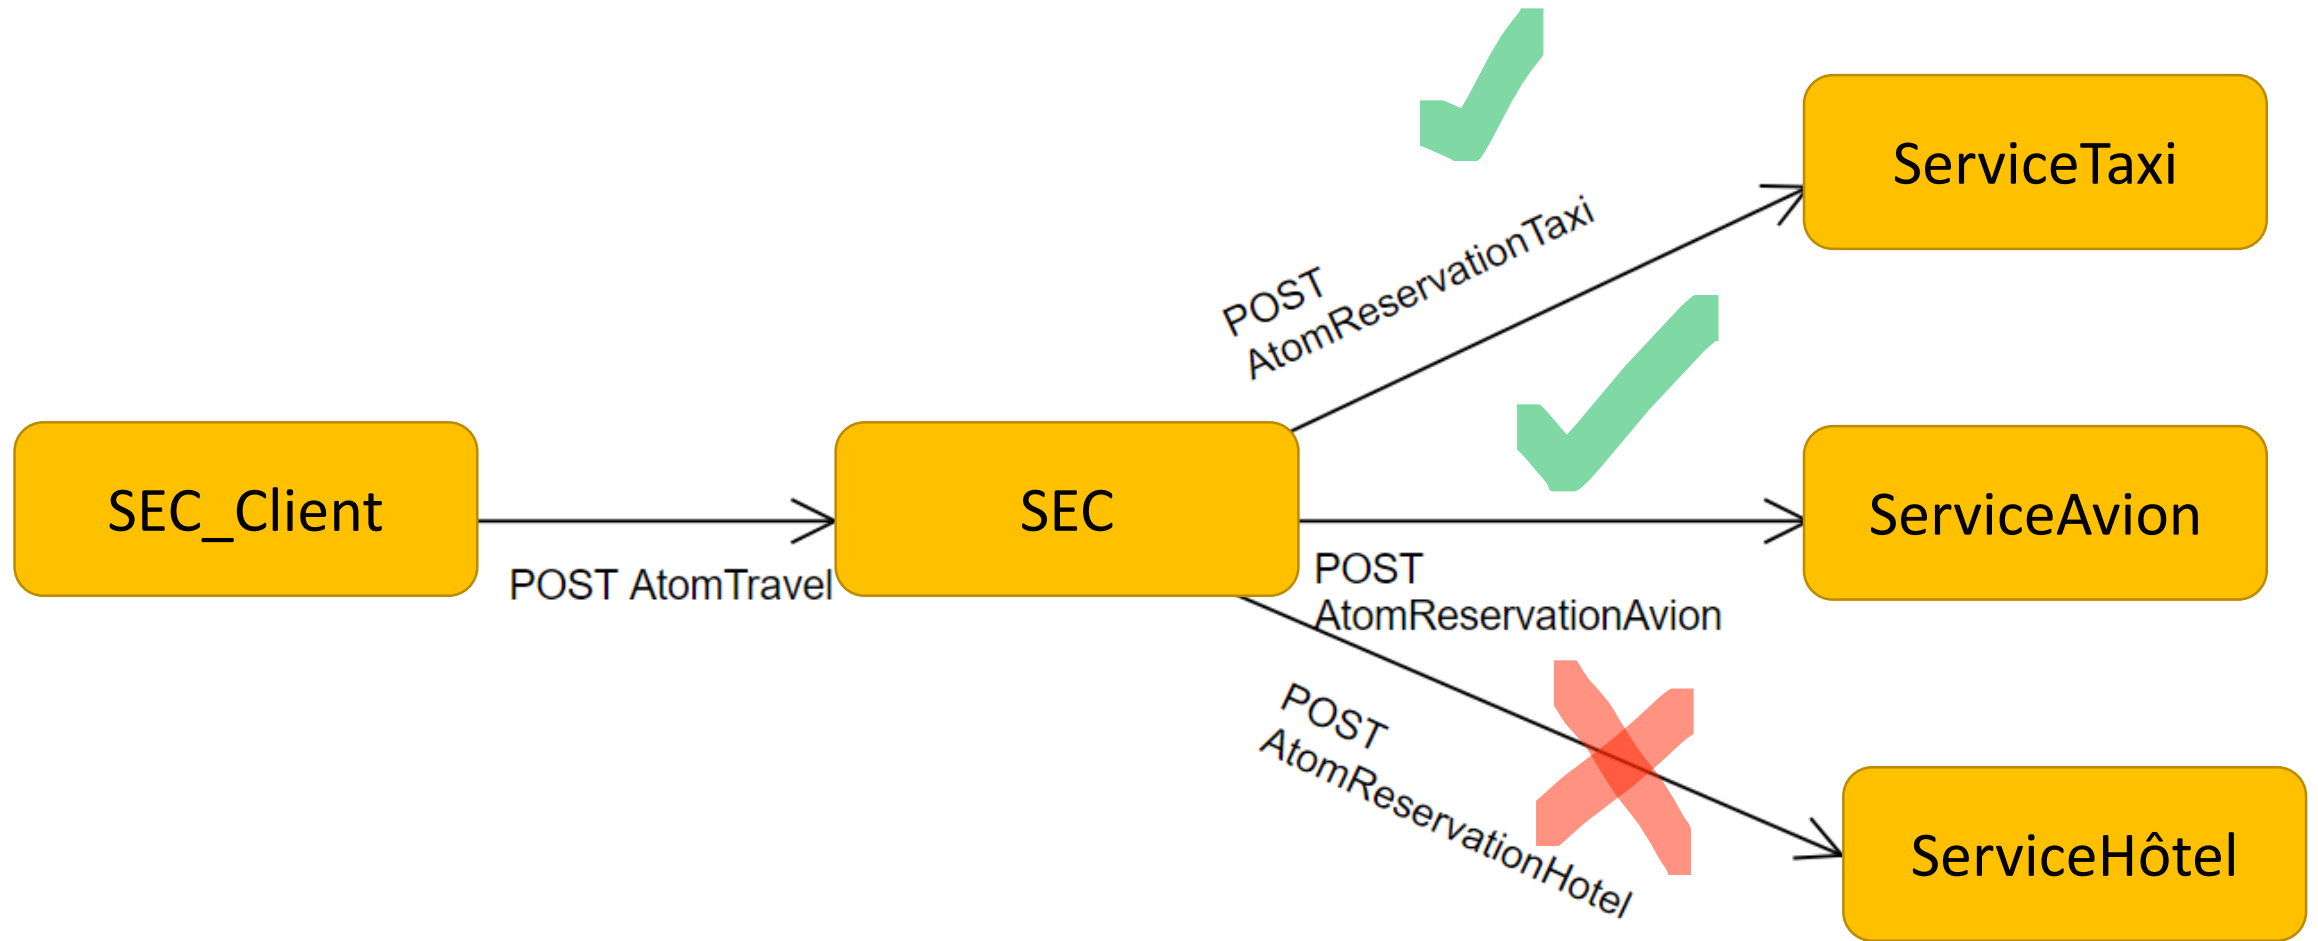 ServiceTaxi
POST
AtomReservationTaxi
SEC_Client
POST AtomTravel
SEC
ServiceAvion
POST
AtomReservationAvion
POST
AtomReservationHotel
ServiceHôtel